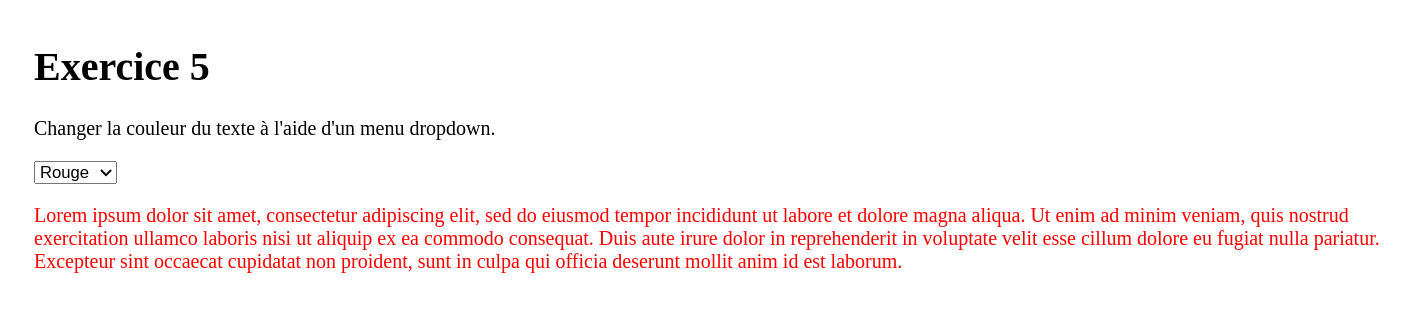 Exercice 5
Changer la couleur du texte à l'aide d'un menu dropdown.
Rouge
Lorem ipsum dolor sit amet, consectetur adipiscing elit, sed do eiusmod tempor incididunt ut labore et dolore magna aliqua. Ut enim ad minim veniam, quis nostrud
exercitation ullamco laboris nisi ut aliquip ex ea commodo consequat. Duis aute irure dolor in reprehenderit in voluptate velit esse cillum dolore eu fugiat nulla pariatur.
Excepteur sint occaecat cupidatat non proident, sunt in culpa qui officia deserunt mollit anim id est laborum.